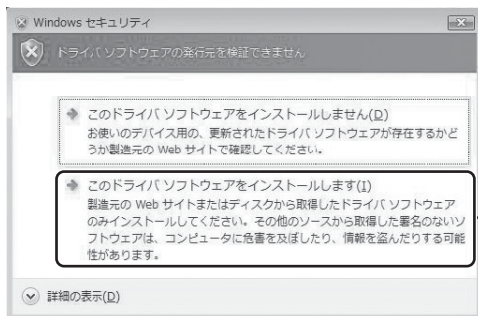 Windows セキュリティ
ドライバ ソフトウェアの発行元を検証できません
このドライバ ソフトウェアをインストールしません(D)
お使いのデバイス用の、更新されたドライバ ソフトウェアが存在するかど
うか製造元の Web サイトで確認してください。
このドライバ ソフトウェアをインストールします(I)
製造元の Web サイトまたはディスクから取得したドライバ ソフトウェア
のみインストールしてください。その他のソースから取得した署名のないソ
フトウェアは、コンピュータに危害を及ぼしたり、情報を盗んだりする可能
性があります。
詳細の表示(D)